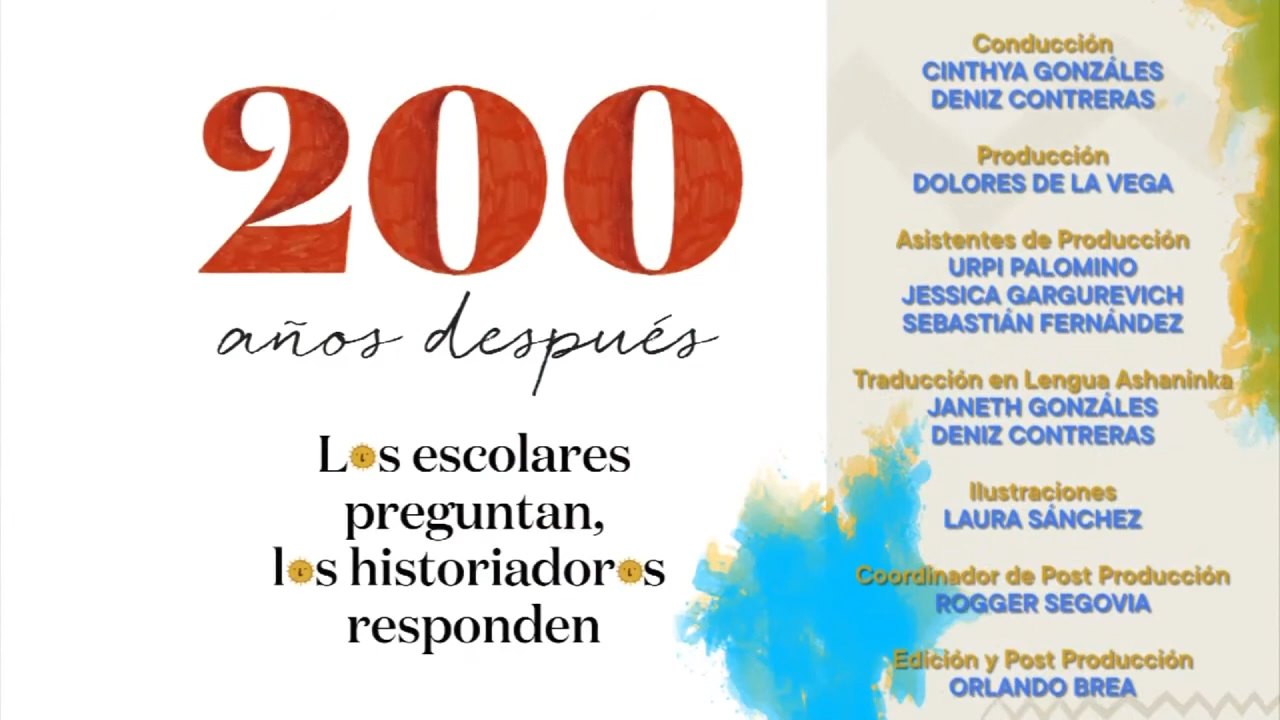 200
años después
Los escolares
preguntan,
los historiadores
responden
Conducción
CINTHYA GONZÁLES
DENIZ CONTRERAS
Producción
DOLORES DE LA VEGA
Asistentes de Producción
URPI PALOMINO
JESSICA GARGUREVICH
SEBASTIÁN FERNÁNDEZ
Traducción en Lengua Ashaninka
JANETH GONZÁLES
DENIZ CONTRERAS
Ilustraciones
LAURA SÁNCHEZ
Coordinador de Post Producción
ROGGER SEGOVIA
Edición y Post Producción
ORLANDO BREA